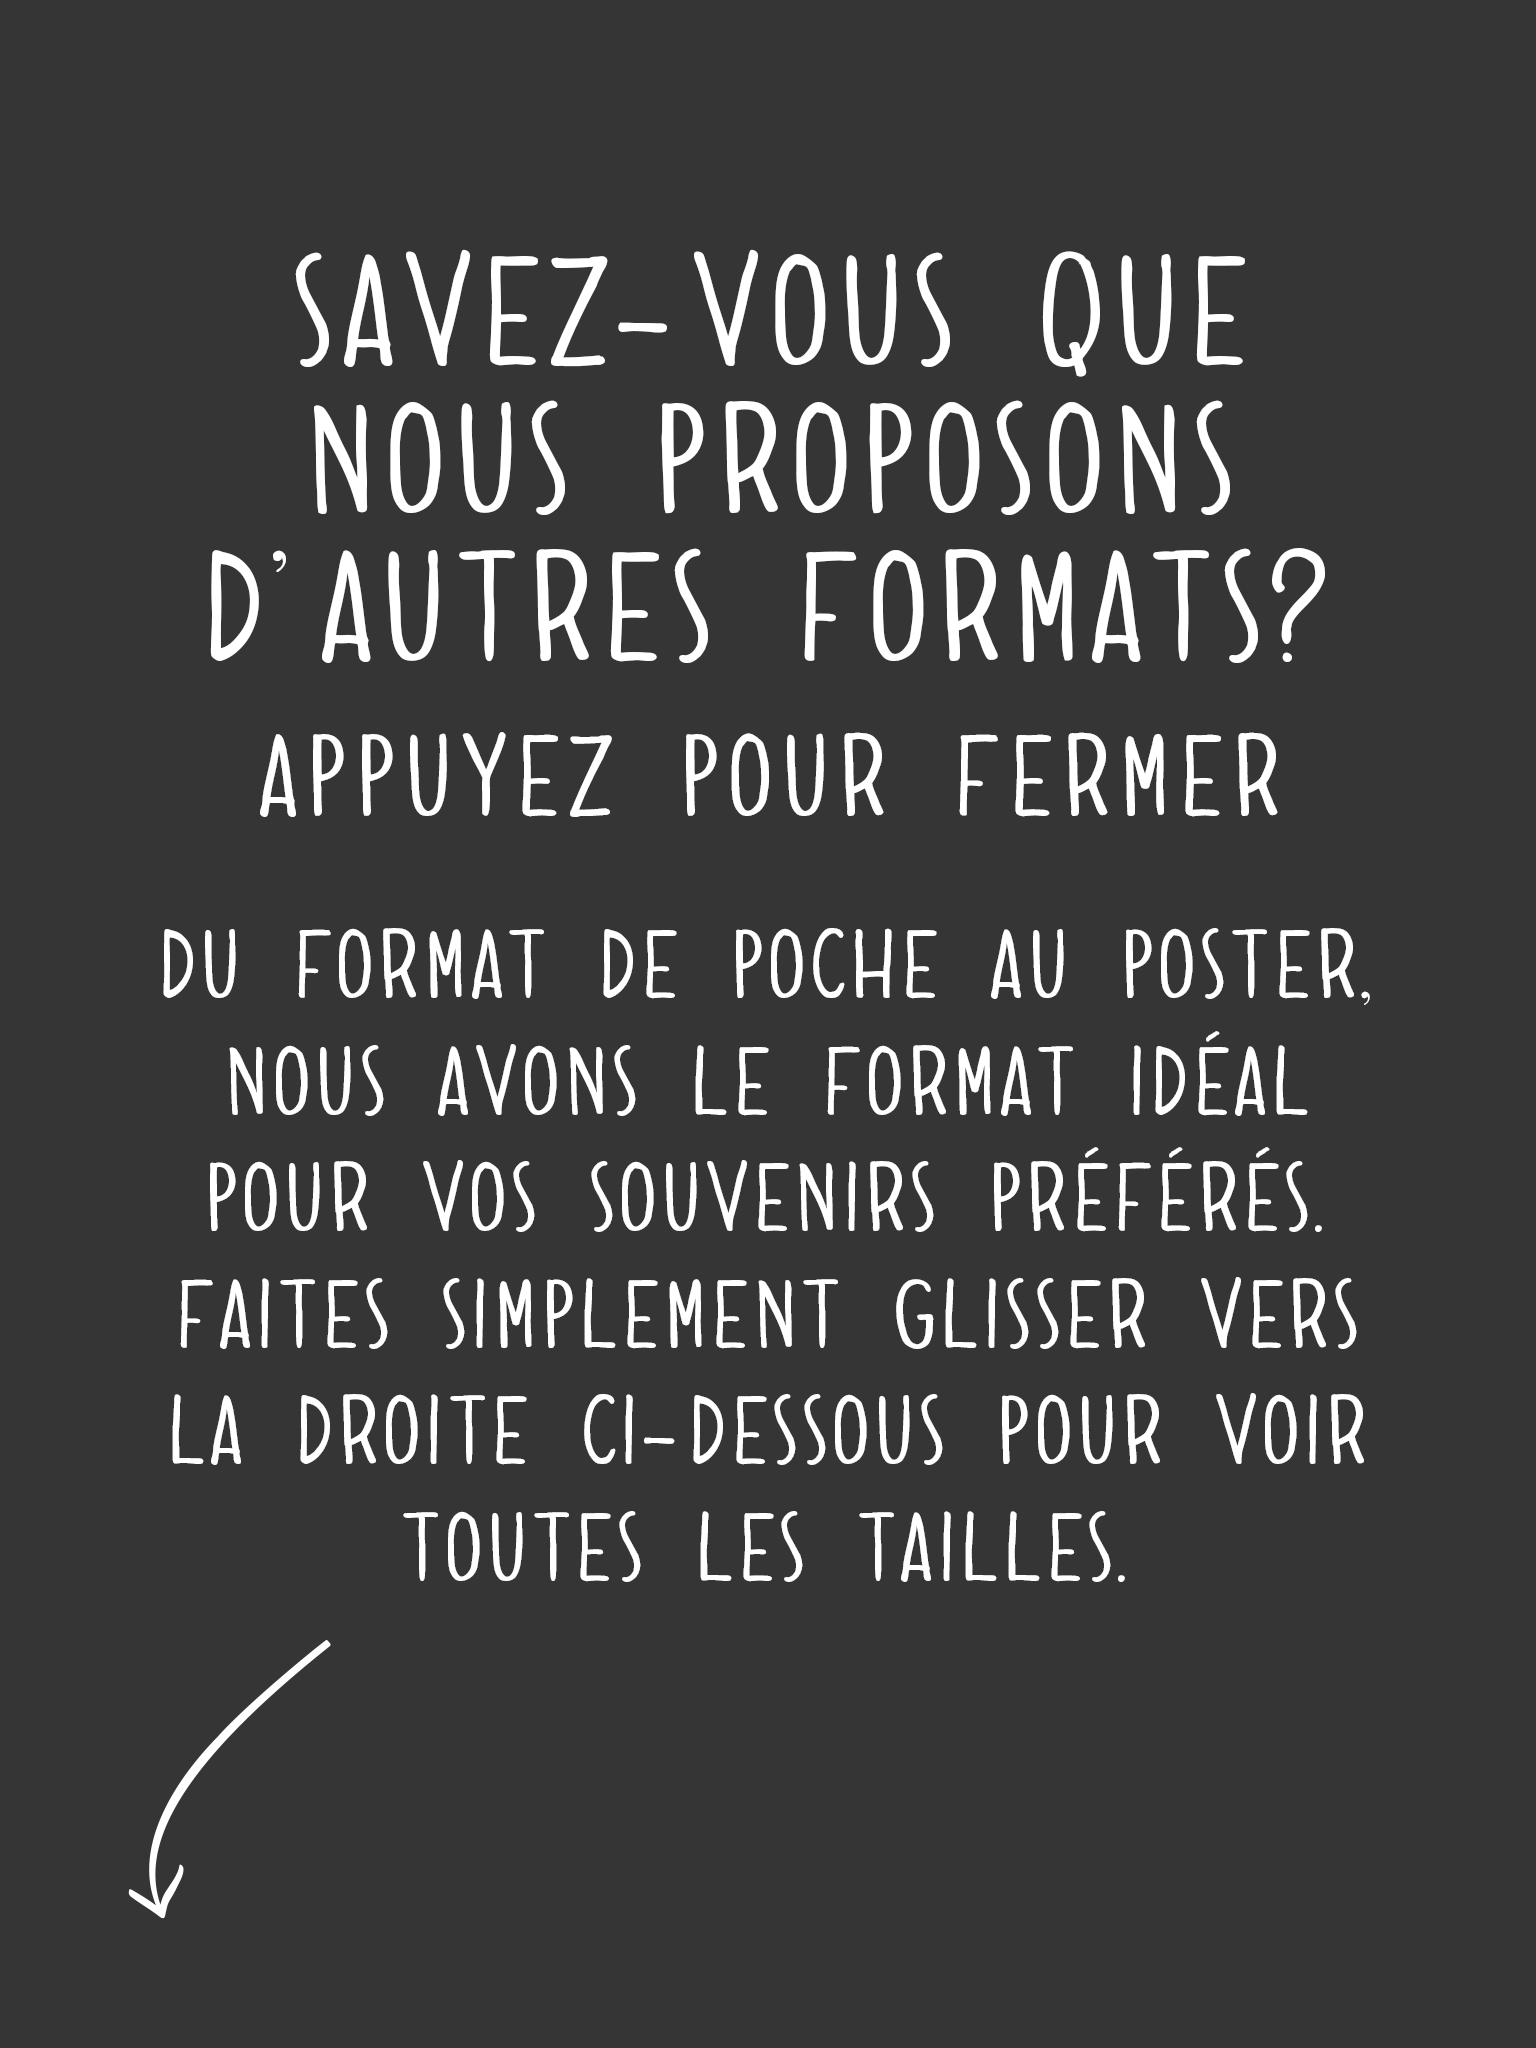 SAVEZ-VOUS QUE
NOUS PROPOSONS
D'AUTRES FORMATS?
APPUYEZ POUR FERMER
DU FORMAT DE POCHE AU POSTER,
NOUS AVONS LE FORMAT IDÉAL
POUR VOS SOUVENIRS PRÉFÉRÉS.
FAITES SIMPLEMENT GLISSER VERS
LA DROITE CI-DESSOUS POUR VOIR
TOUTES LES TAILLES.